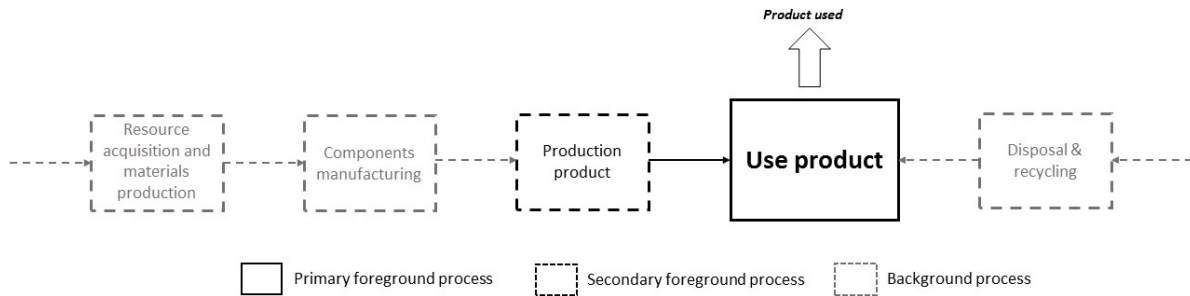 Product used
Resource
acquisition and
materials
production
Components
manufacturing
Production
product
Use product
Disposal &
recycling
Primary foreground process
Secondary foreground process
Background process